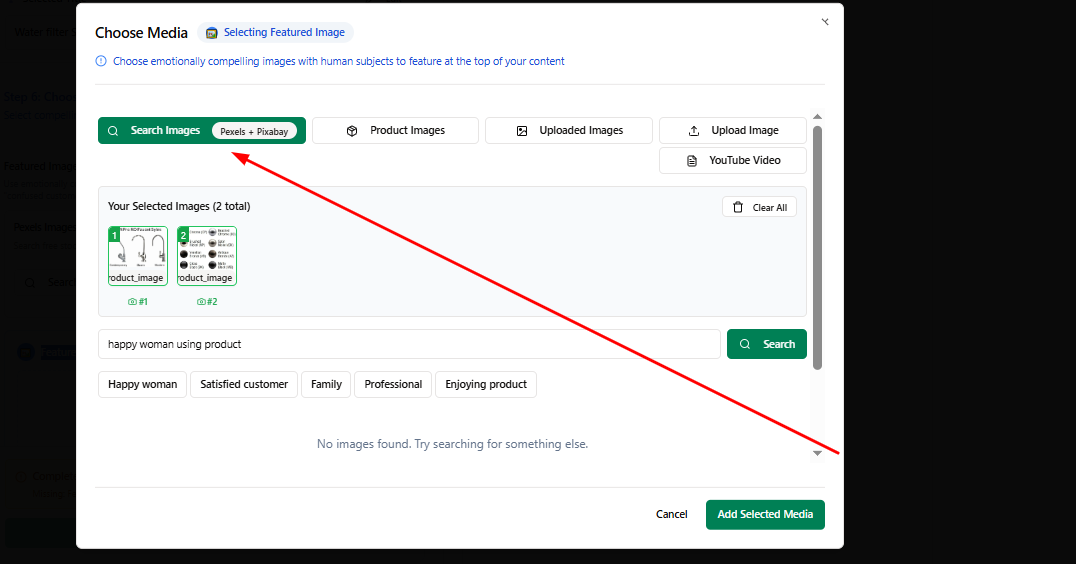 Choose Media
Selecting Featured Image
Choose emotionally compelling images with human subjects to feature at the top of your content
Search Images
Pexels + Pixabay
Product Images
Uploaded Images
Upload Image
YouTube Video
Your Selected Images (2 total)
Clear All
1
2
roduct_image
roduct_image
#1
#2
happy woman using product
Search
Happy woman
Satisfied customer
Family
Professional
Enjoying product
No images found. Try searching for something else.
Cancel
Add Selected Media